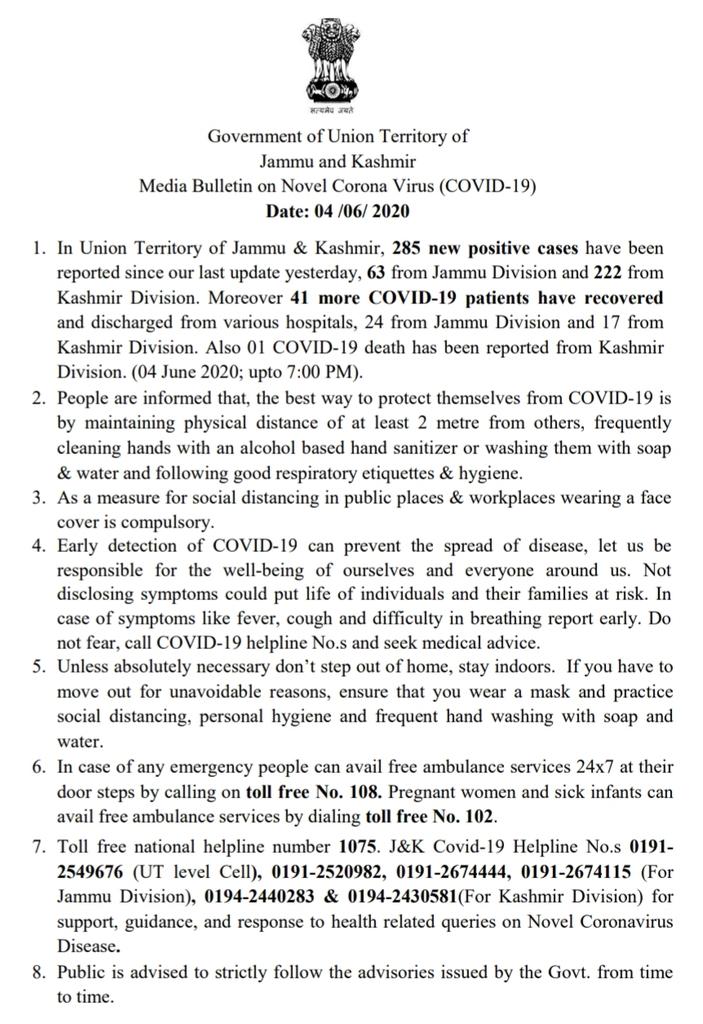 सत्यमेव जयते
Government of Union Territory of
Jammu and Kashmir
Media Bulletin on Novel Corona Virus (COVID-19)
Date: 04 /06/ 2020
1. In Union Territory of Jammu & Kashmir, 285 new positive cases have been
reported since our last update yesterday, 63 from Jammu Division and 222 from
Kashmir Division. Moreover 41 more COVID-19 patients have recovered
and discharged from various hospitals, 24 from Jammu Division and 17 from
Kashmir Division. Also 01 COVID-19 death has been reported from Kashmir
Division. (04 June 2020; upto 7:00 PM).
2. People are informed that, the best way to protect themselves from COVID-19 is
by maintaining physical distance of at least 2 metre from others, frequently
cleaning hands with an alcohol based hand sanitizer or washing them with soap
& water and following good respiratory etiquettes & hygiene.
3. As a measure for social distancing in public places & workplaces wearing a face
cover is compulsory.
4. Early detection of COVID-19 can prevent the spread of disease, let us be
responsible for the well-being of ourselves and everyone around us. Not
disclosing symptoms could put life of individuals and their families at risk. In
case of symptoms like fever, cough and difficulty in breathing report early. Do
not fear, call COVID-19 helpline No.s and seek medical advice.
5. Unless absolutely necessary don’t step out of home, stay indoors. If you have to
move out for unavoidable reasons, ensure that you wear a mask and practice
social distancing, personal hygiene and frequent hand washing with soap and
water.
6. In case of any emergency people can avail free ambulance services 24x7 at their
door steps by calling on toll free No. 108. Pregnant women and sick infants can
avail free ambulance services by dialing toll free No. 102.
7. Toll free national helpline number 1075. J&K Covid-19 Helpline No.s 0191-
2549676 (UT level Cell), 0191-2520982, 0191-2674444, 0191-2674115 (For
Jammu Division), 0194-2440283 & 0194-2430581(For Kashmir Division) for
support, guidance, and response to health related queries on Novel Coronavirus
Disease.
8. Public is advised to strictly follow the advisories issued by the Govt. from time
to time.